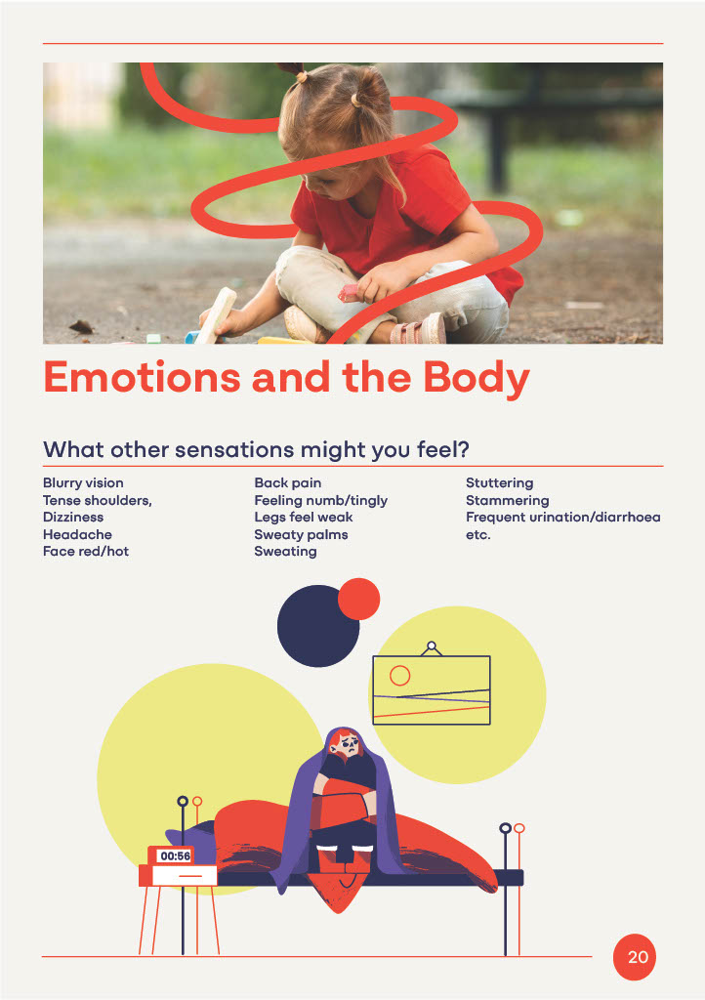 Emotions and the Body
What other sensations might you feel?
Blurry vision
Tense shoulders,
Dizziness
Headache
Face red/hot
Back pain
Feeling numb/tingly
Legs feel weak
Sweaty palms
Sweating
Stuttering
Stammering
Frequent urination/diarrhoea
etc.
00:56
20